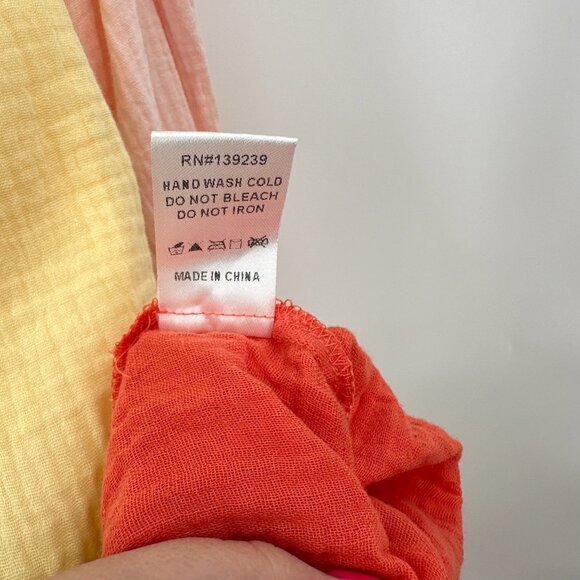 RN#139239
HAND WASH COLD
DO NOT BLEACH
DO NOT IRON
MADE IN CHINA